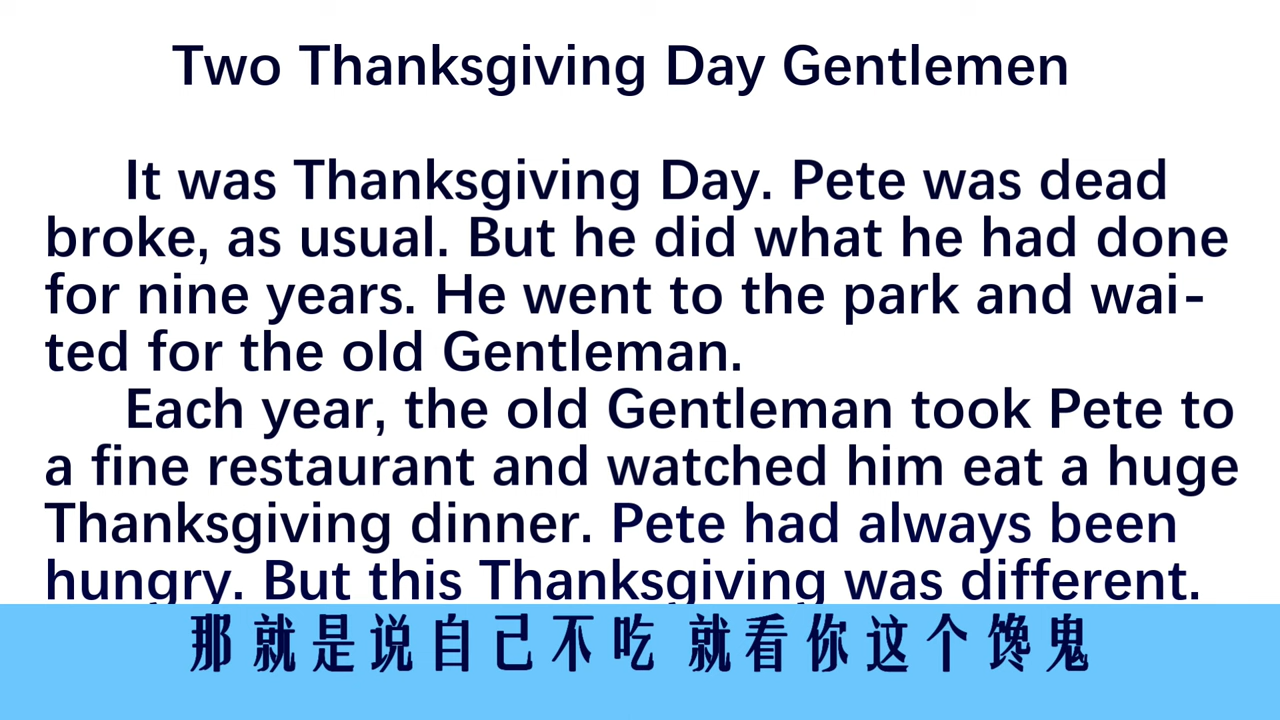 Two Thanksgiving Day Gentlemen
It was Thanksgiving Day. Pete was dead
broke, as usual. But he did what he had done
for nine years. He went to the park and wai-
ted for the old Gentleman.
Each year, the old Gentleman took Pete to
a fine restaurant and watched him eat a huge
Thanksgiving dinner. Pete had always been
hungry. But this Thanksgiving was different.
那就是说自己不吃 就看你这个馋鬼